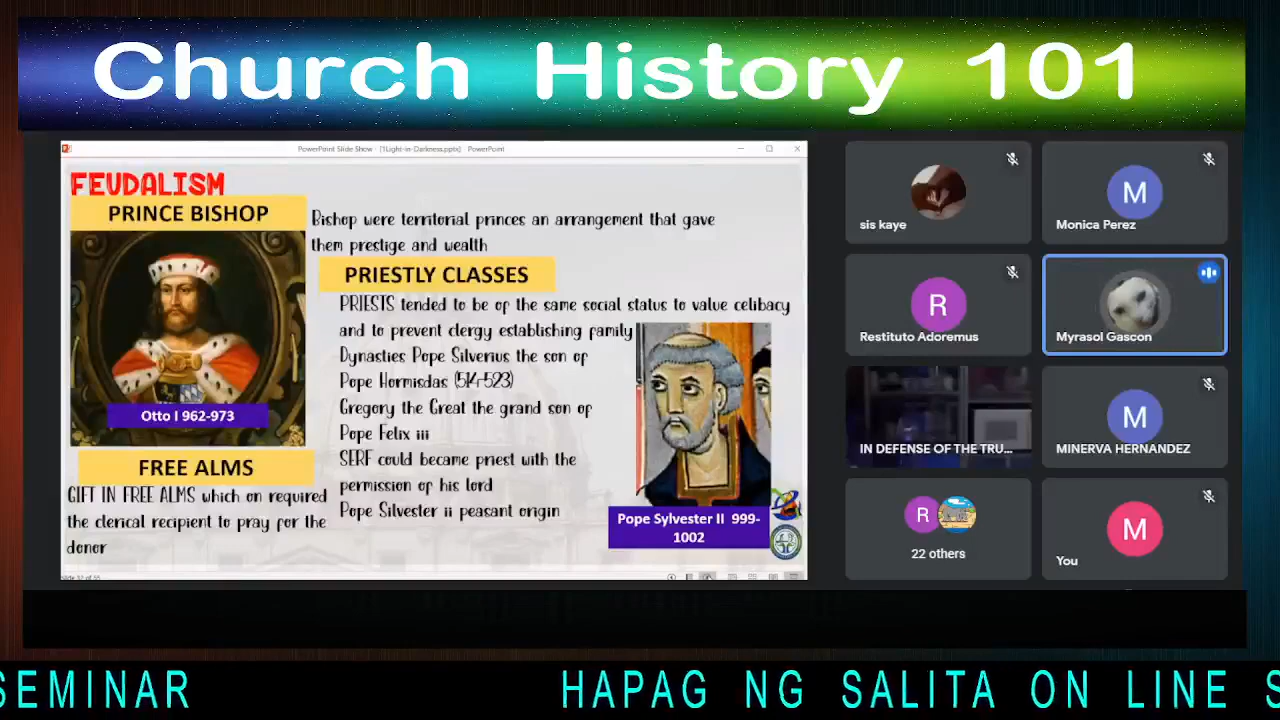 Church History 101
PowerPoint Slide Show - [1Light-in-Darkness.pptx] - PowerPoint
FEUDALISM
PRINCE BISHOP
Otto I 962-973
FREE ALMS
GIFT IN FREE ALMS which on required
the clerical recipient to pray for the
donor
Bishop were territorial princes an arrangement that gave
them prestige and wealth
PRIESTLY CLASSES
PRIESTS tended to be of the same social status to value celibacy
and to prevent clergy establishing family
Dynasties Pope Silverius the son of
Pope Hormisdas (514-523)
Gregory the Great the grand son of
Pope Felix iii
SERF could became priest with the
permission of his lord
Pope Silvester ii peasant origin
Pope Sylvester II 999-
1002
sis kaye
M
Monica Perez
R
Restituto Adoremus
Myrasol Gascon
IN DEFENSE OF THE TRU...
M
MINERVA HERNANDEZ
R
22 others
M
You
SEMINAR HAPAG NG SALITA ON LINE S